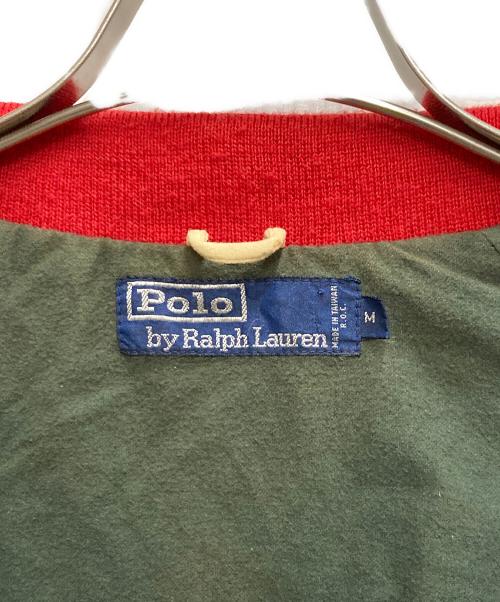 Polo
by Ralph Lauren
MADE IN TAIWAN
R.O.C.
M